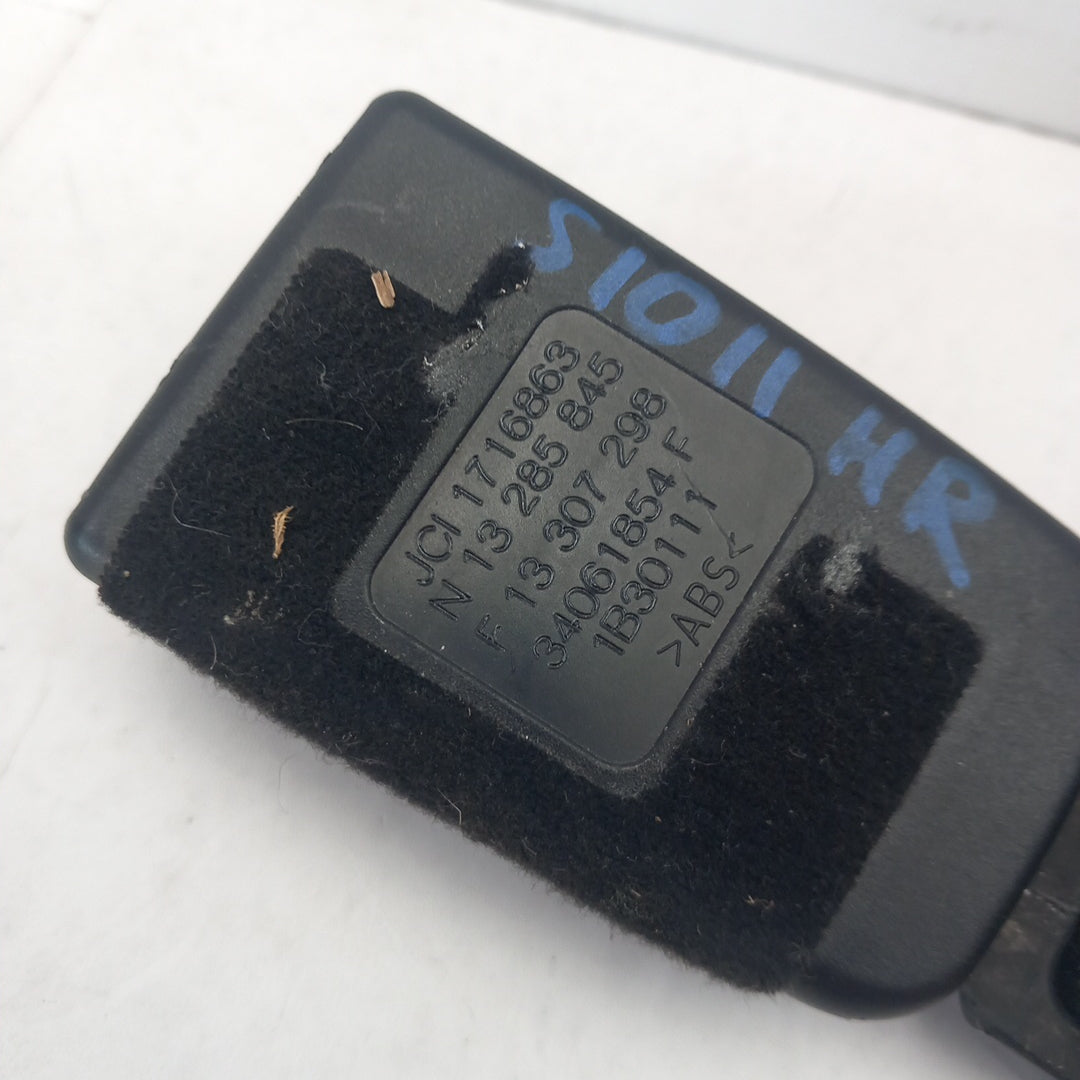 S1011 HR
JCI 1716863
N 13 285 845
F 13 307 298
34061854 F
1B30111
>ABS<